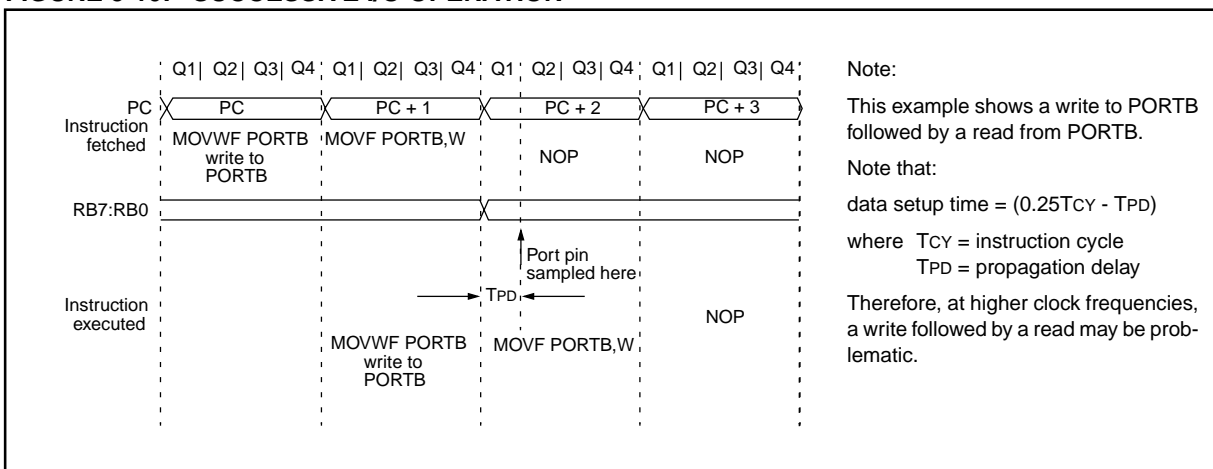 Q1| Q2| Q3| Q4 Q1| Q2| Q3| Q4 Q1 Q2| Q3| Q4 Q1| Q2| Q3| Q4
PC PC PC + 1 PC + 2 PC + 3
Instruction
fetched
MOVWF PORTB
write to
PORTB
MOVF PORTB,W
NOP
NOP
RB7:RB0
Port pin
sampled here
TPD
Instruction
executed
MOVWF PORTB
write to
PORTB
MOVF PORTB,W
NOP
Note:
This example shows a write to PORTB
followed by a read from PORTB.
Note that:
data setup time = (0.25TCY - TPD)
where TCY = instruction cycle
TPD = propagation delay
Therefore, at higher clock frequencies,
a write followed by a read may be prob-
lematic.